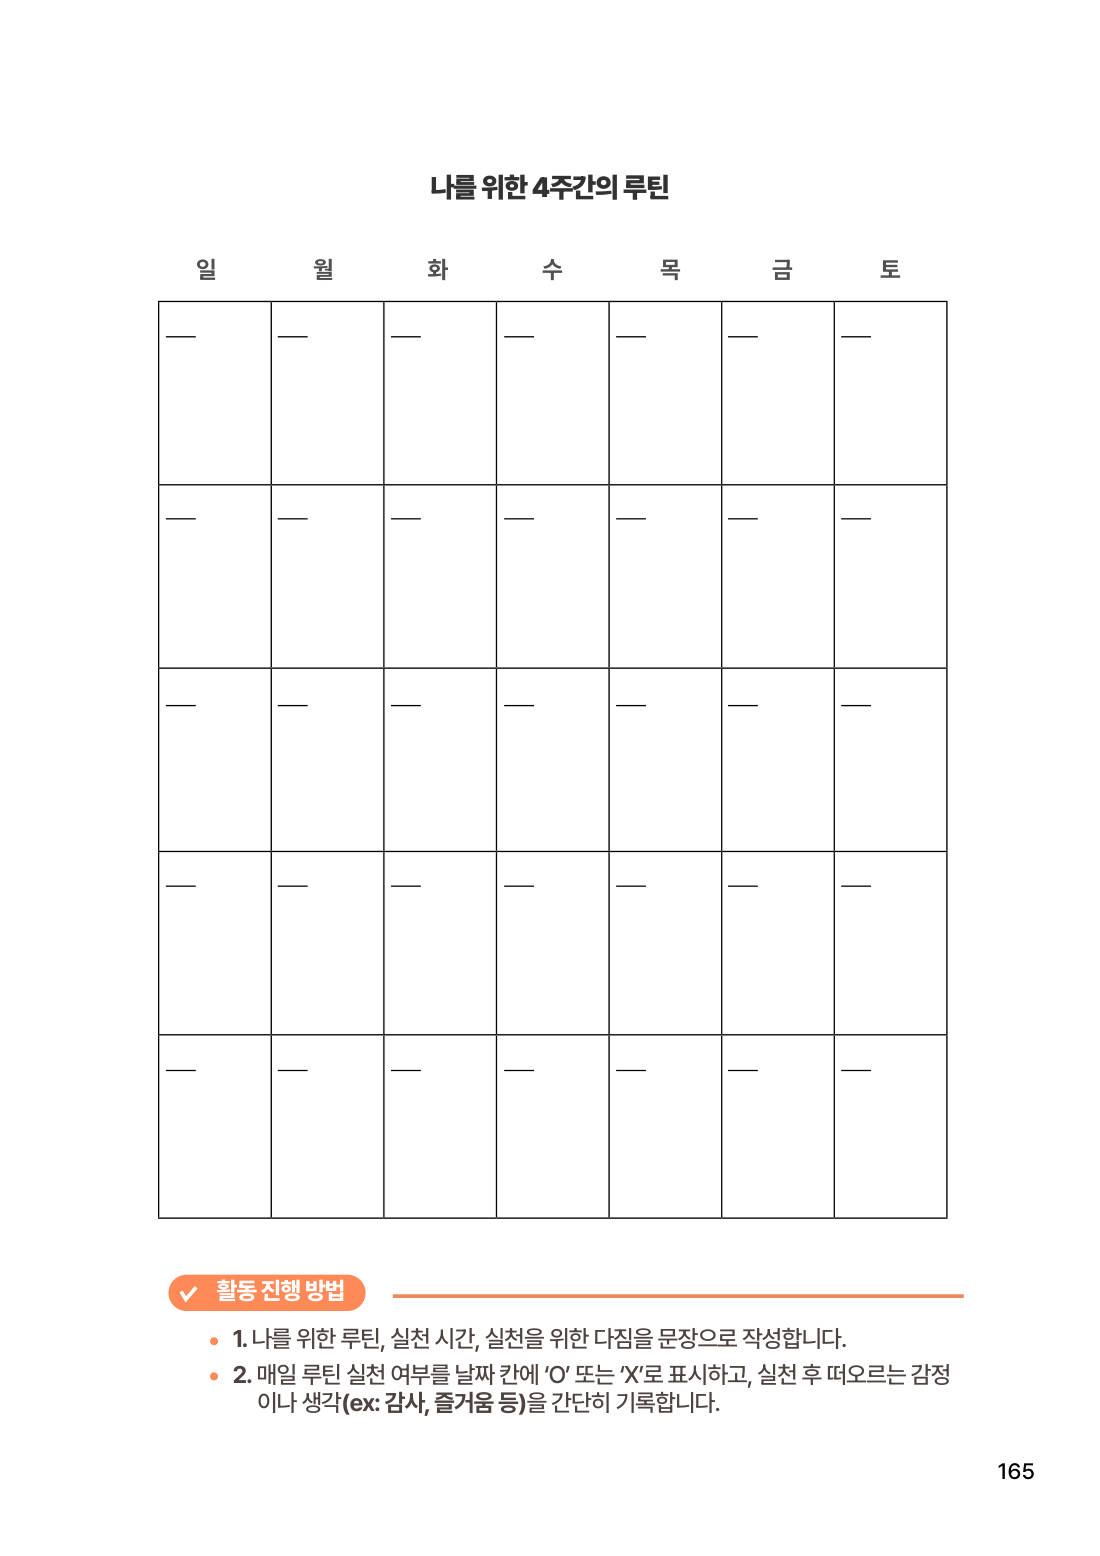 나를 위한 4주간의 루틴
일 월 화 수 목 금 토
활동 진행 방법
1. 나를 위한 루틴, 실천 시간, 실천을 위한 다짐을 문장으로 작성합니다.
2. 매일 루틴 실천 여부를 날짜 칸에 ‘O’ 또는 ‘X’로 표시하고, 실천 후 떠오르는 감정
이나 생각(ex: 감사, 즐거움 등)을 간단히 기록합니다.
165